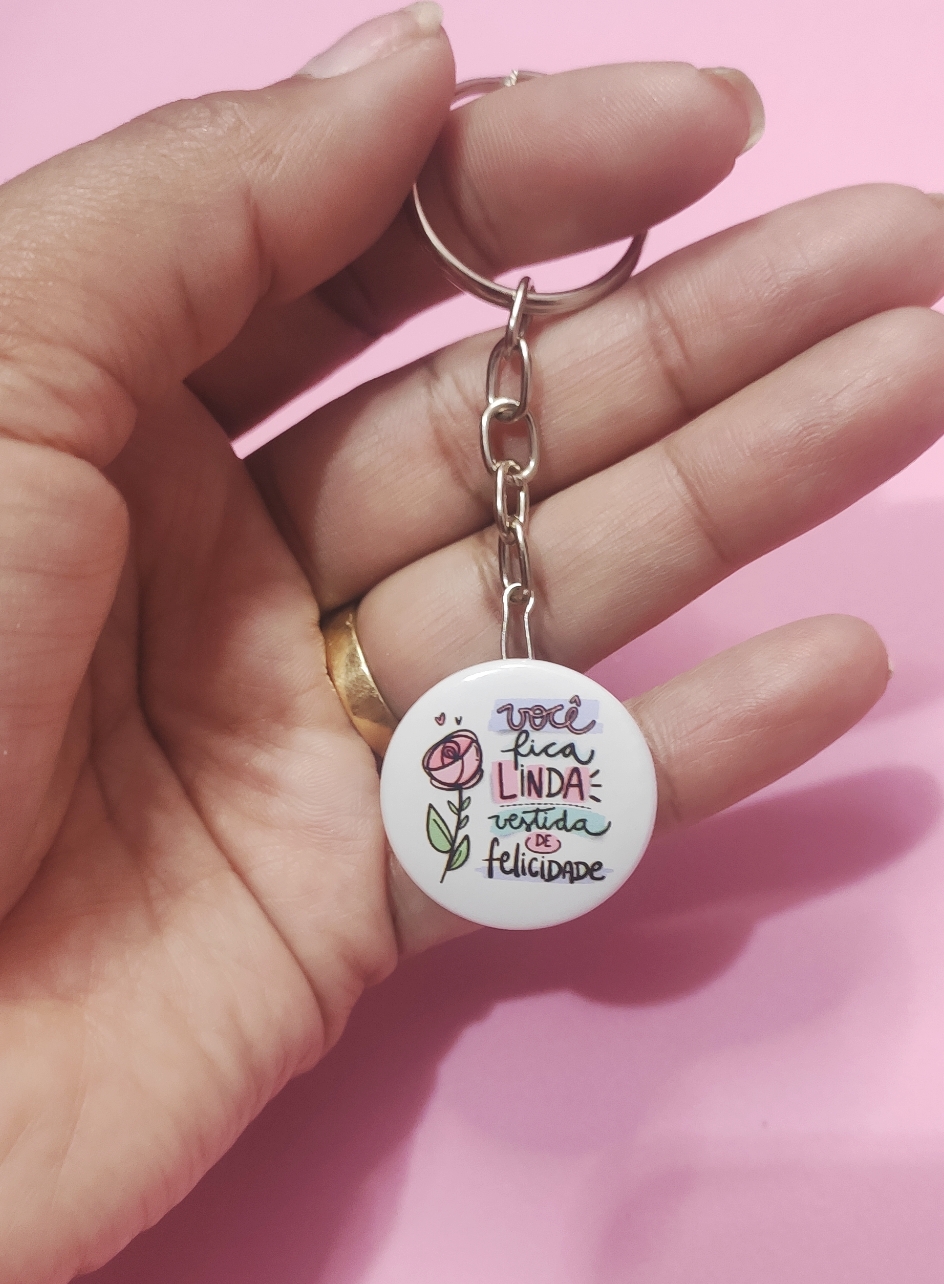 você
fica
LINDA
vestida
DE
felicIDADe